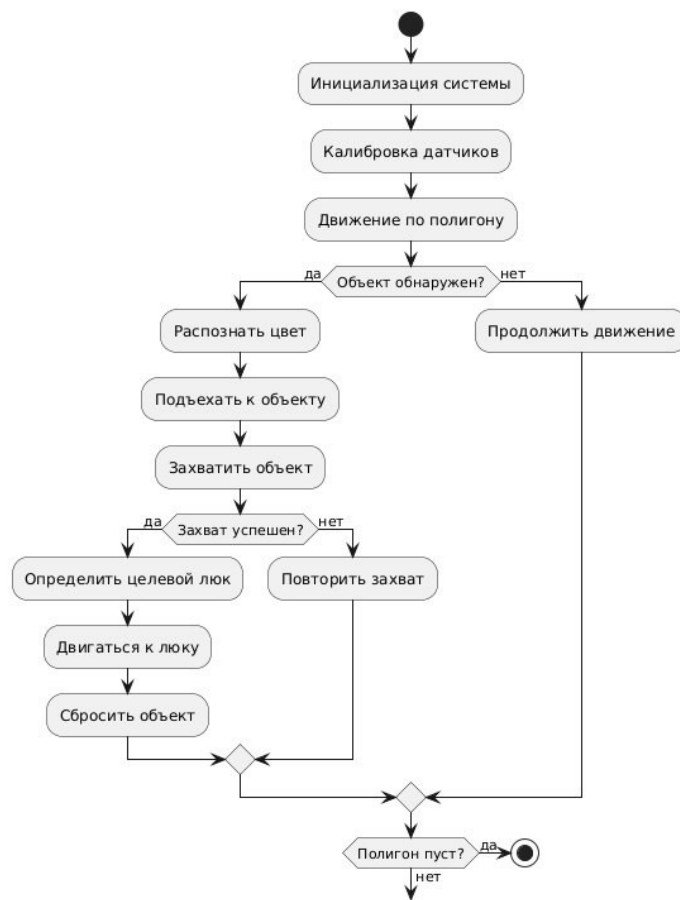 Инициализация системы
Калибровка датчиков
Движение по полигону
да
Объект обнаружен?
нет
Распознать цвет
Продолжить движение
Подъехать к объекту
Захватить объект
да
Захват успешен?
нет
Определить целевой люк
Повторить захват
Двигаться к люку
Сбросить объект
Полигон пуст?
да
нет